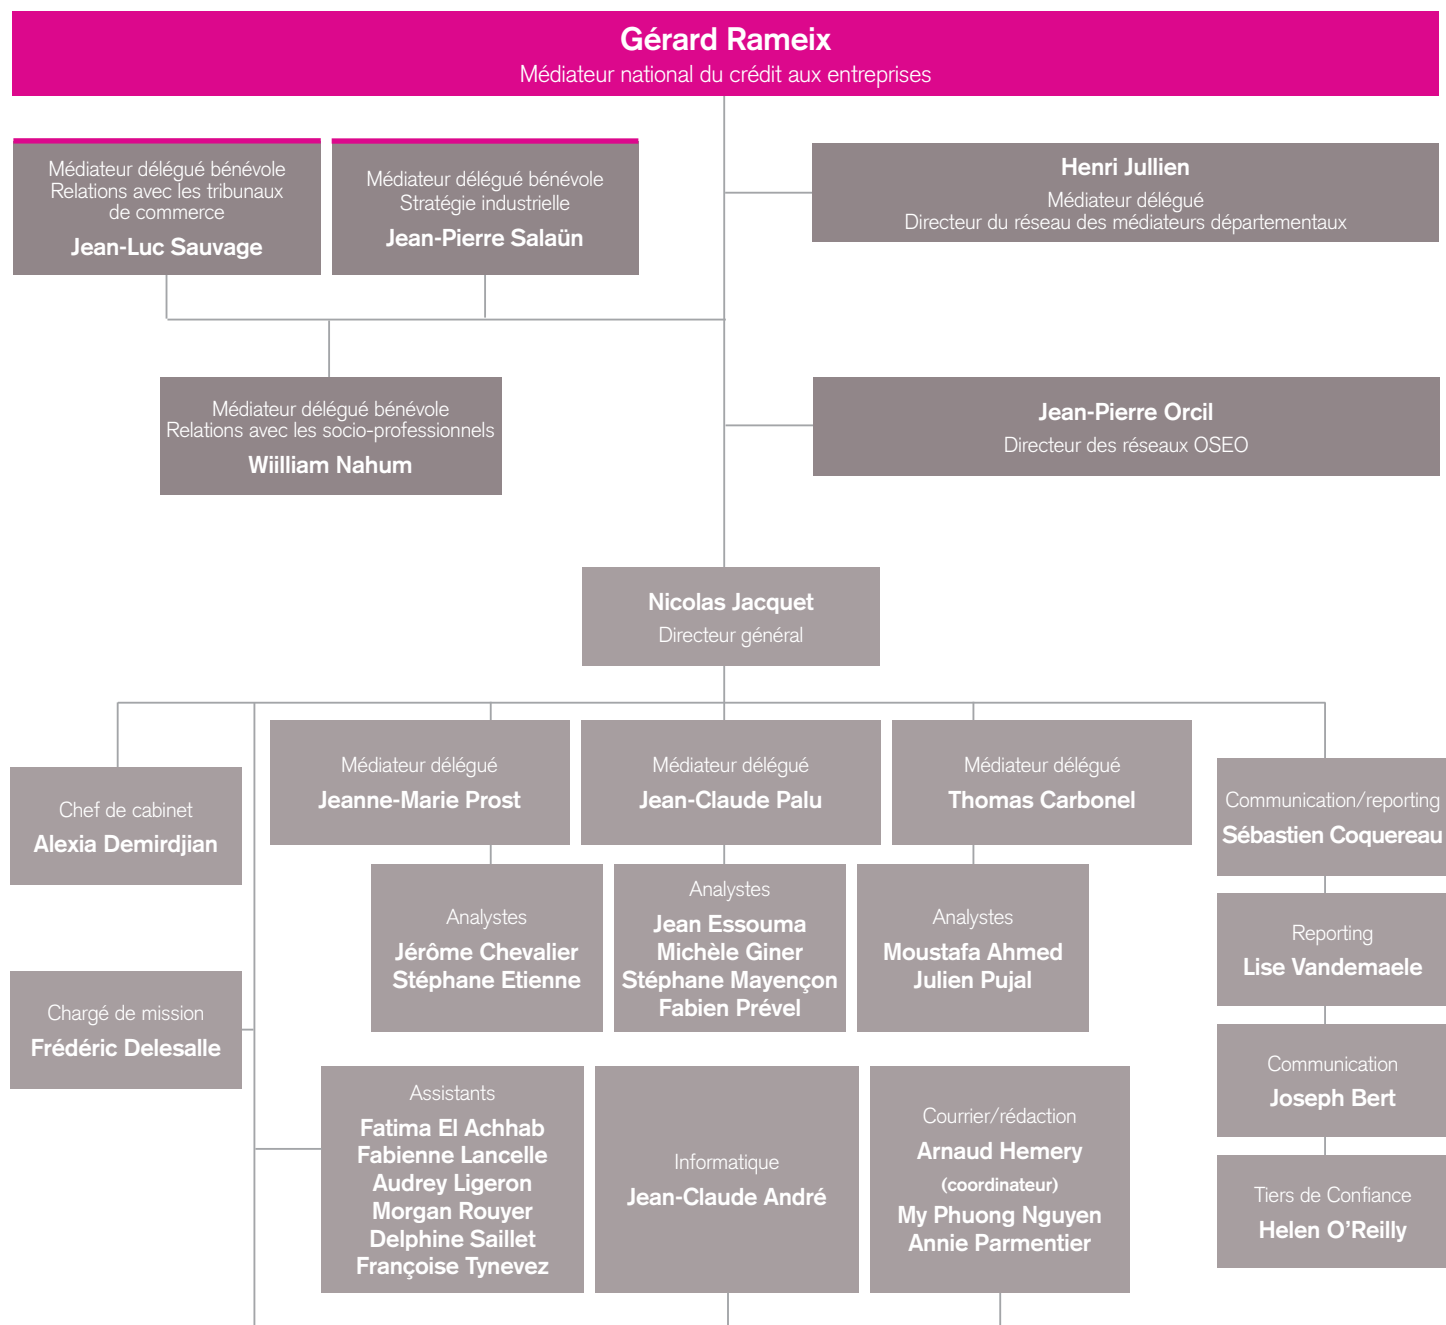 Gérard Rameix
Médiateur national du crédit aux entreprises
Médiateur délégué bénévole
Relations avec les tribunaux
de commerce
Jean-Luc Sauvage
Médiateur délégué bénévole
Stratégie industrielle
Jean-Pierre Salaün
Henri Jullien
Médiateur délégué
Directeur du réseau des médiateurs départementaux
Médiateur délégué bénévole
Relations avec les socio-professionnels
Wiilliam Nahum
Jean-Pierre Orcil
Directeur des réseaux OSEO
Nicolas Jacquet
Directeur général
Chef de cabinet
Alexia Demirdjian
Médiateur délégué
Jeanne-Marie Prost
Médiateur délégué
Jean-Claude Palu
Médiateur délégué
Thomas Carbonel
Communication/reporting
Sébastien Coquereau
Analystes
Jérôme Chevalier
Stéphane Etienne
Analystes
Jean Essouma
Michèle Giner
Stéphane Mayençon
Fabien Prével
Analystes
Moustafa Ahmed
Julien Pujal
Reporting
Lise Vandemaele
Chargé de mission
Frédéric Delesalle
Communication
Joseph Bert
Assistants
Fatima El Achhab
Fabienne Lancelle
Audrey Ligeron
Morgan Rouyer
Delphine Saillet
Françoise Tynevez
Informatique
Jean-Claude André
Courrier/rédaction
Arnaud Hemery
(coordinateur)
My Phuong Nguyen
Annie Parmentier
Tiers de Confiance
Helen O'Reilly